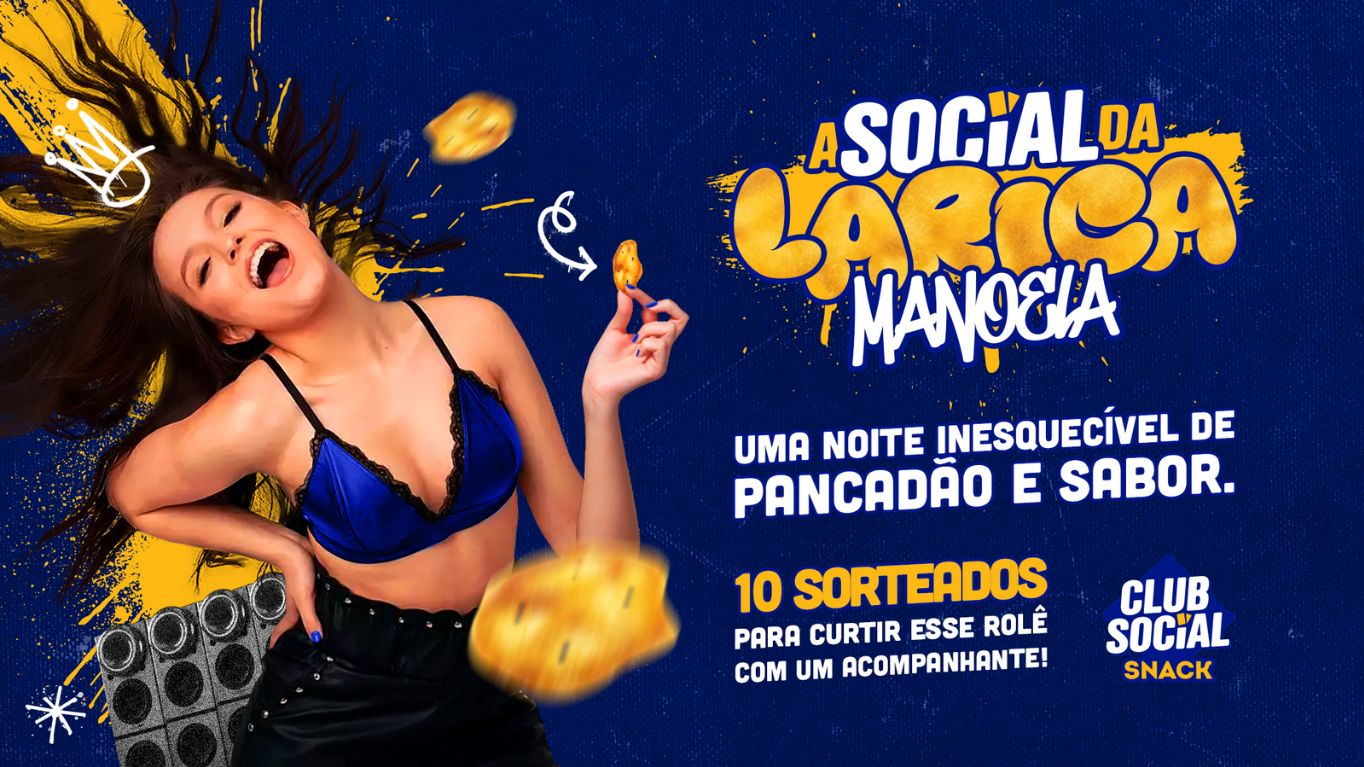 A SOCIAL DA
LARICA
MANOELA
UMA NOITE INESQUECÍVEL DE
PANCADÃO E SABOR.
10 SORTEADOS
PARA CURTIR ESSE ROLÊ
COM UM ACOMPANHANTE!
CLUB
SOCIAL
SNACK